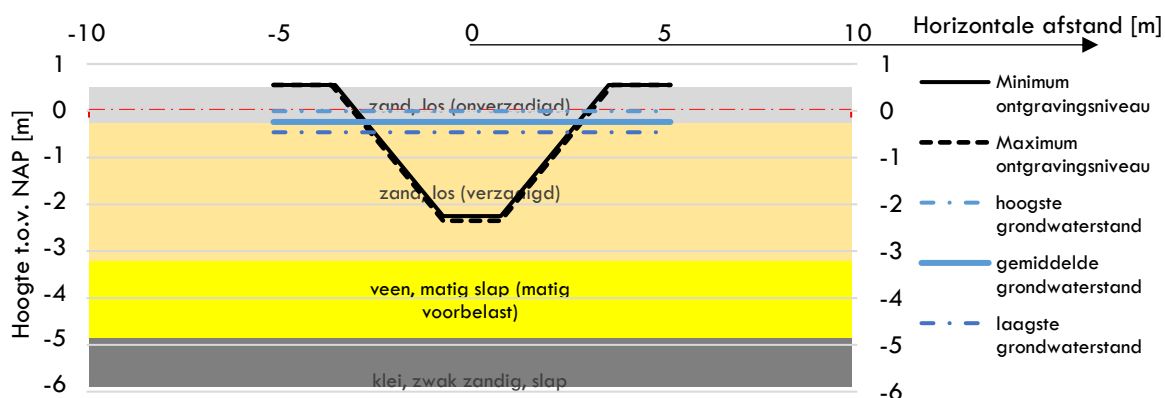 Horizontale afstand [m]
-10 -5 0 5 10
Hoogte t.o.v. NAP [m]
1 1
0 0
-1 -1
-2 -2
-3 -3
-4 -4
-5 -5
-6 -6
zand, los (onverzadigd)
zand, los (verzadigd)
veen, matig slap (matig
voorbelast)
klei, zwak zandig, slap
Minimum
ontgravingsniveau
Maximum
ontgravingsniveau
hoogste
grondwaterstand
gemiddelde
grondwaterstand
laagste
grondwaterstand